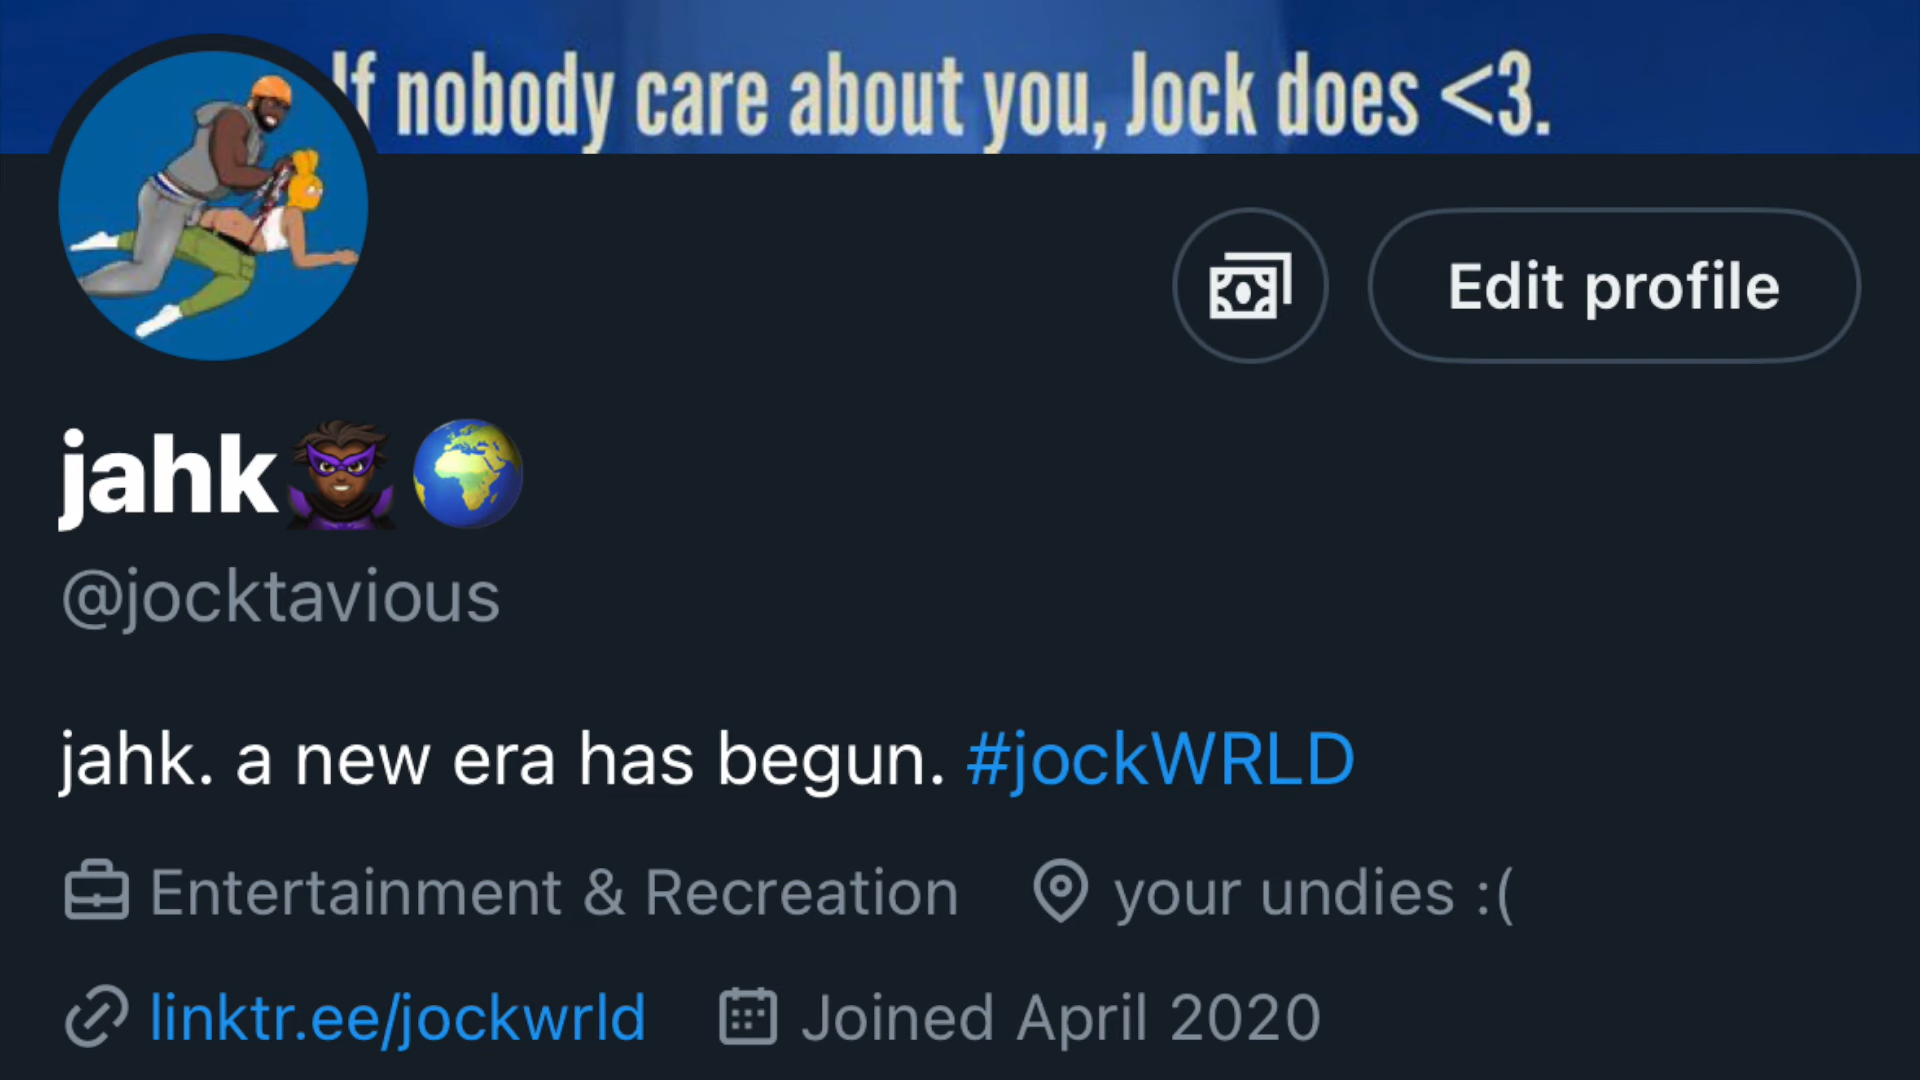 If nobody care about you, Jock does <3.
Edit profile
jahk🦹🏿🌍
@jocktavious
jahk. a new era has begun. #jockWRLD
Entertainment & Recreation your undies :(
linktr.ee/jockwrld Joined April 2020